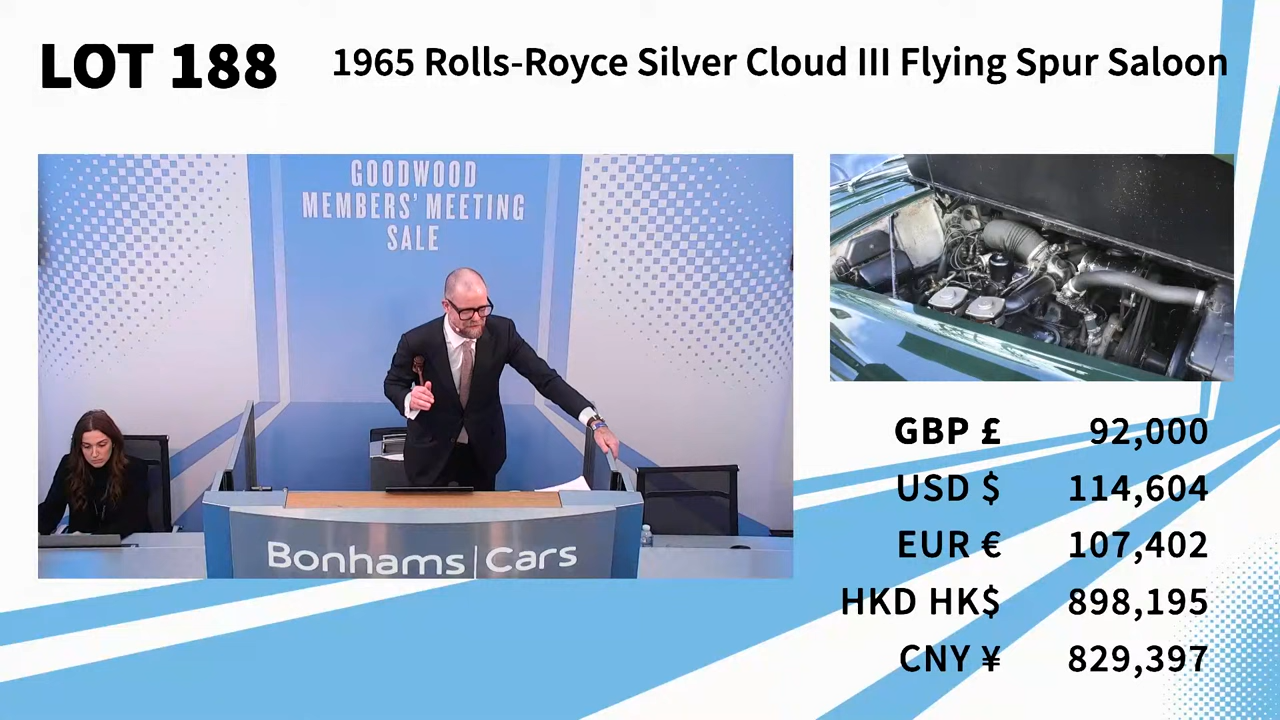 LOT 188
1965 Rolls-Royce Silver Cloud III Flying Spur Saloon
GOODWOOD
MEMBERS' MEETING
SALE
Bonhams | Cars
GBP £ 92,000
USD $ 114,604
EUR € 107,402
HKD HK$ 898,195
CNY ¥ 829,397